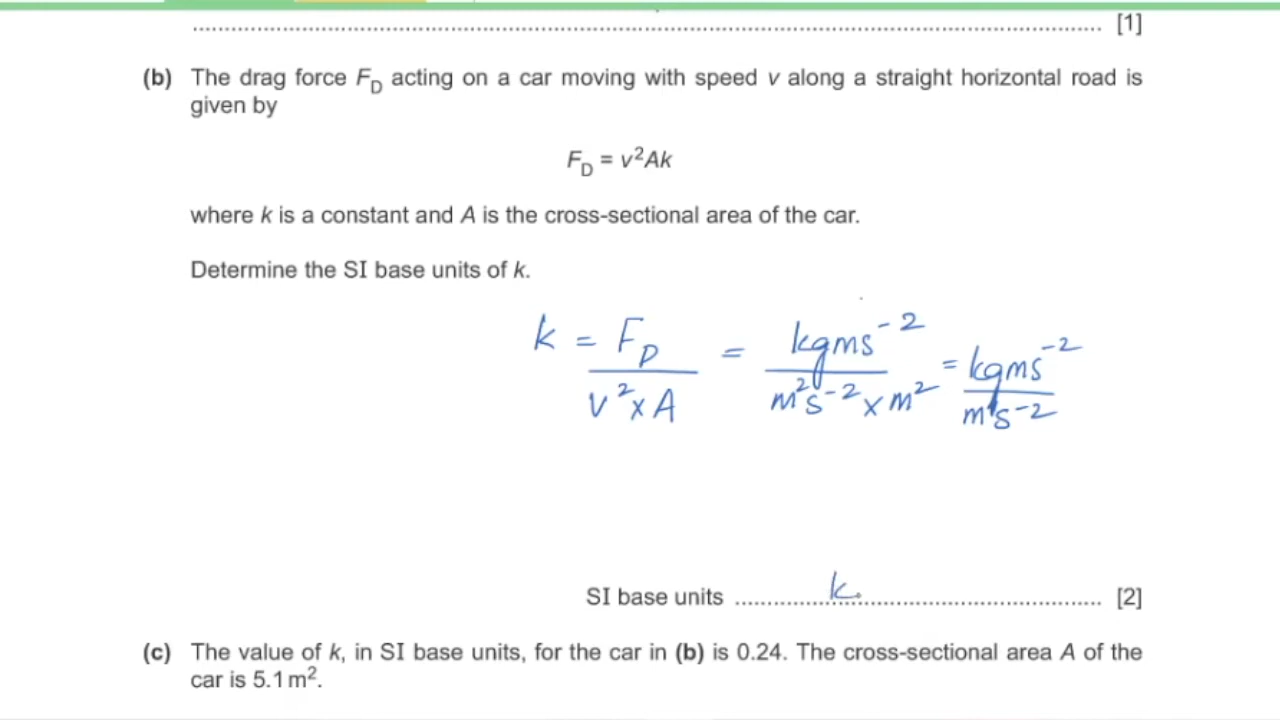 [1]
(b) The drag force F_D acting on a car moving with speed v along a straight horizontal road is
given by
F_D = v²Ak
where k is a constant and A is the cross-sectional area of the car.
Determine the SI base units of k.
k = F_D / v² x A = kgms⁻² / m²s⁻² x m² = kgms⁻² / m⁴s⁻²
SI base units k [2]
(c) The value of k, in SI base units, for the car in (b) is 0.24. The cross-sectional area A of the
car is 5.1 m².